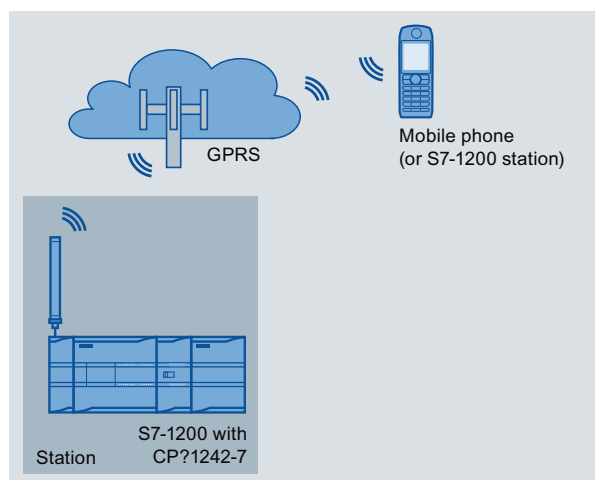 GPRS
Mobile phone
(or S7-1200 station)
S7-1200 with
CP?1242-7
Station